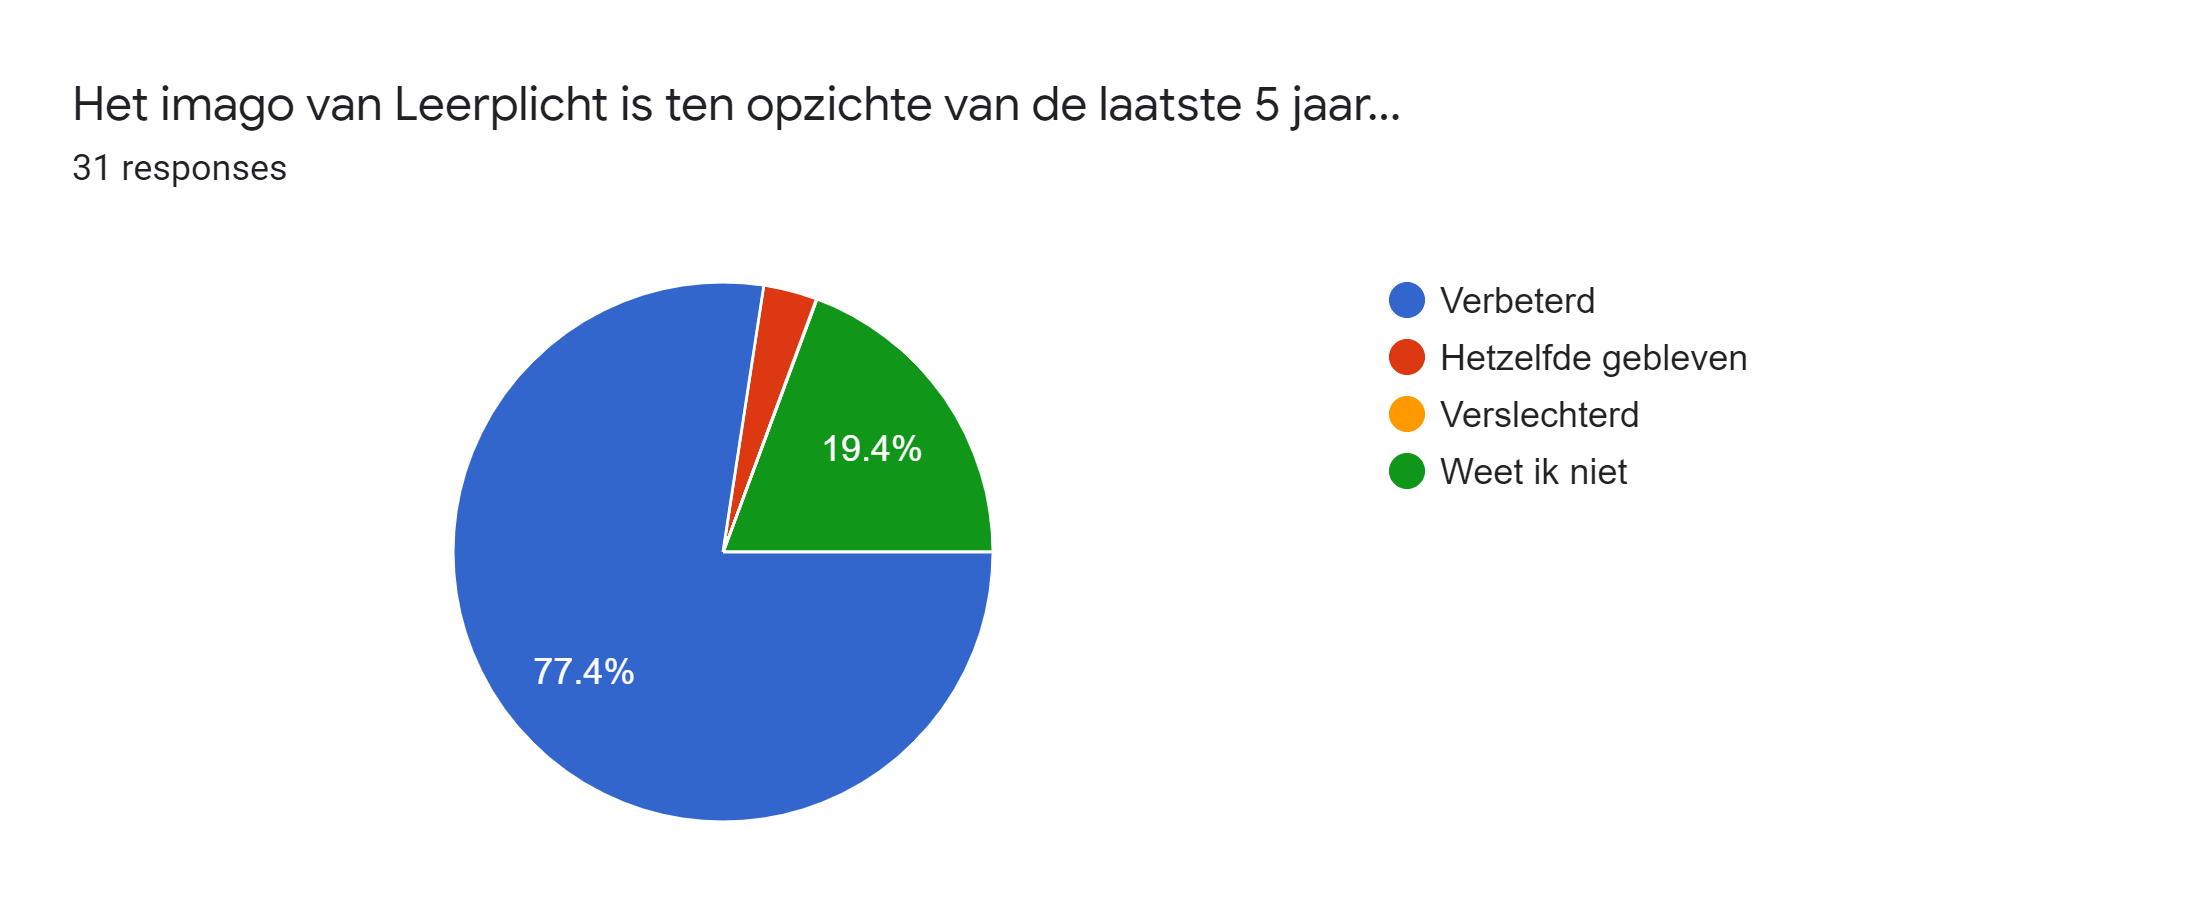 Het imago van Leerplicht is ten opzichte van de laatste 5 jaar...
31 responses
Verbeterd
Hetzelfde gebleven
Verslechterd
Weet ik niet
19.4%
77.4%